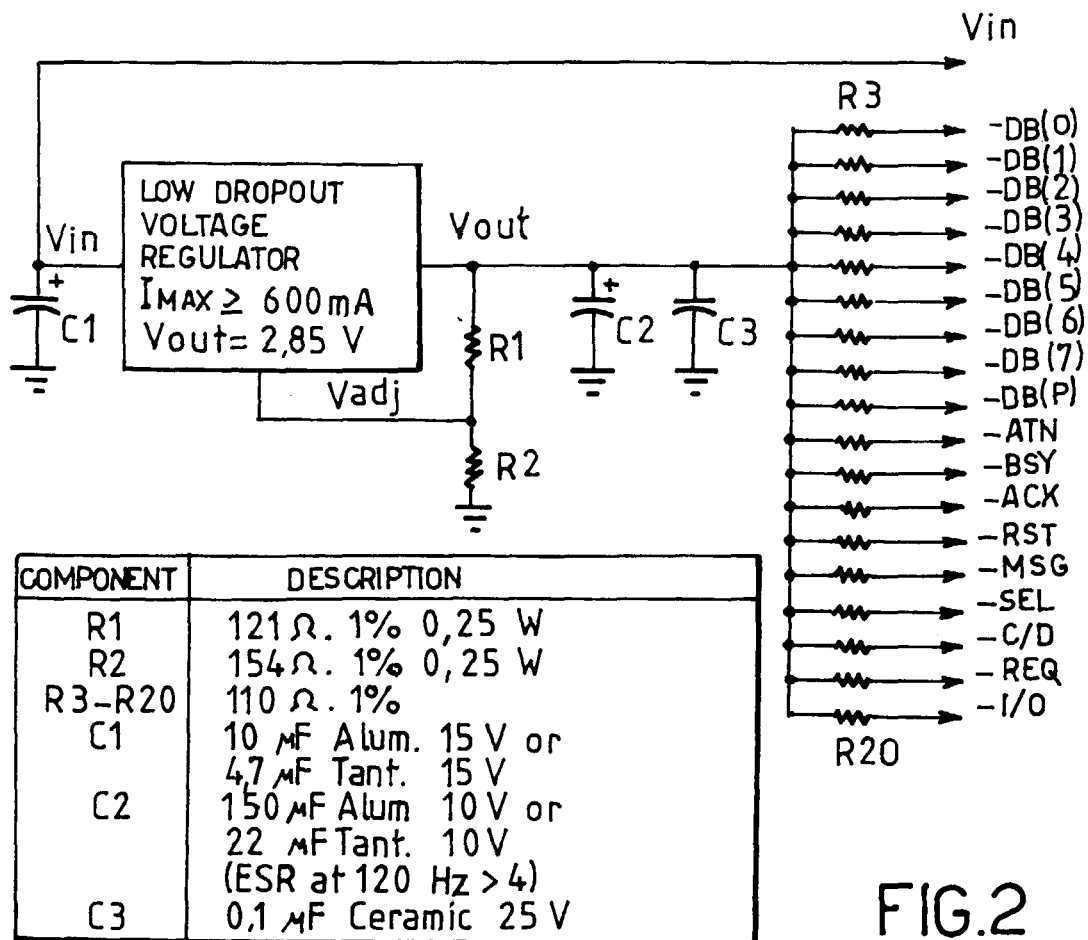 Vin
R3
-DB(0)
-DB(1)
-DB(2)
-DB(3)
-DB(4)
-DB(5)
-DB(6)
-DB(7)
-DB(P)
-ATN
-BSY
-ACK
-RST
-MSG
-SEL
-C/D
-REQ
-I/O
R20
Vin
LOW DROPOUT
VOLTAGE
REGULATOR
IMAX ≥ 600mA
Vout= 2,85 V
Vout
+
C1
R1
+
C2
C3
Vadj
R2
COMPONENT DESCRIPTION
R1 121Ω. 1% 0,25 W
R2 154Ω. 1% 0,25 W
R3-R20 110 Ω. 1%
C1 10 μF Alum. 15 V or
4,7 μF Tant. 15 V
C2 150 μF Alum 10 V or
22 μF Tant. 10 V
(ESR at 120 Hz > 4)
C3 0,1 μF Ceramic 25 V
FIG.2